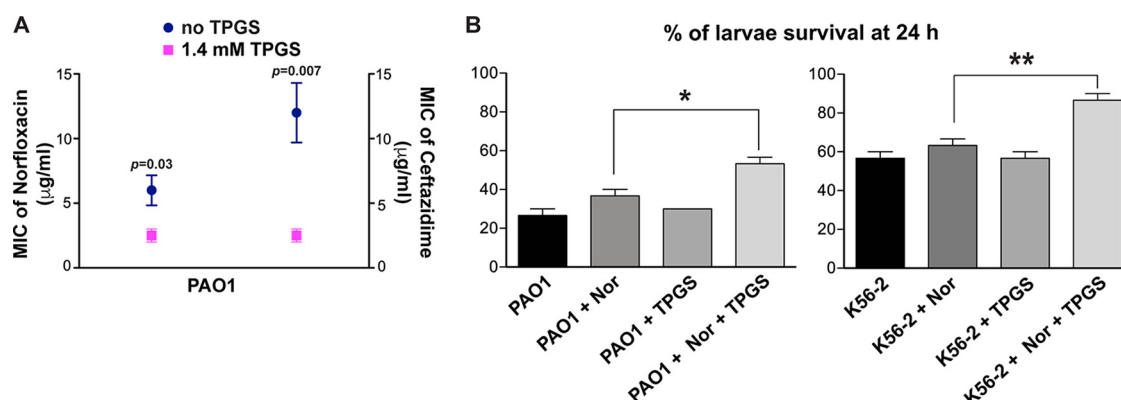 A
no TPGS
1.4 mM TPGS
MIC of Norfloxacin
(µg/ml)
15
10
5
0
p=0.03
p=0.007
15
10
5
0
MIC of Ceftazidime
(µg/ml)
PAO1
B
% of larvae survival at 24 h
100
80
60
40
20
0
*
PAO1
PAO1 + Nor
PAO1 + TPGS
PAO1 + Nor + TPGS
100
80
60
40
20
0
**
K56-2
K56-2 + Nor
K56-2 + TPGS
K56-2 + Nor + TPGS